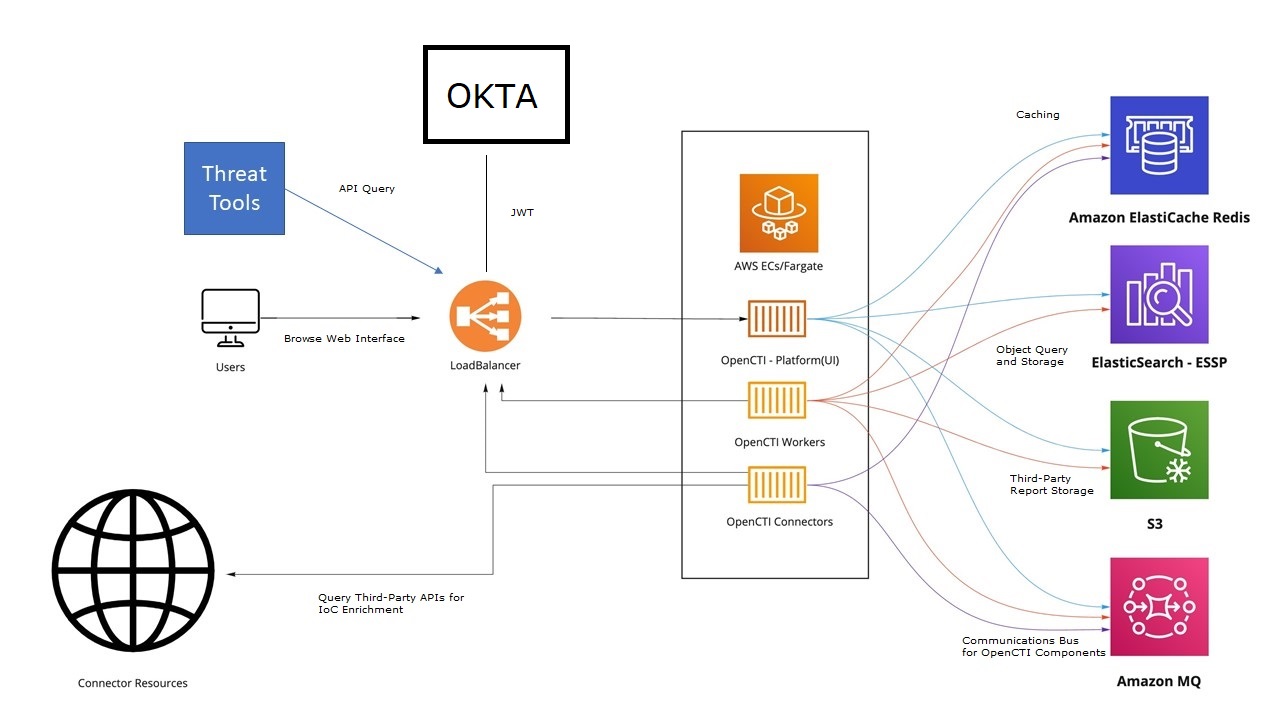 OKTA
Caching
Threat
Tools
API Query
JWT
Amazon ElastiCache Redis
AWS ECs/Fargate
Browse Web Interface
Users
LoadBalancer
OpenCTI - Platform(UI)
Object Query
and Storage
ElasticSearch - ESSP
OpenCTI Workers
Third-Party
Report Storage
OpenCTI Connectors
S3
Query Third-Party APIs for
IoC Enrichment
Communications Bus
for OpenCTI Components
Connector Resources
Amazon MQ